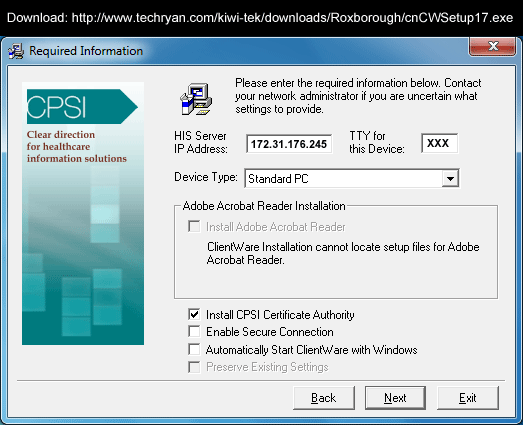 Download: http://www.techryan.com/kiwi-tek/downloads/Roxborough/cnCWSetup17.exe
Required Information
CPSI
Clear direction
for healthcare
information solutions
Please enter the required information below. Contact
your network administrator if you are uncertain what
settings to provide.
HIS Server
IP Address:
172.31.176.245
TTY for
this Device:
XXX
Device Type:
Standard PC
Adobe Acrobat Reader Installation
Install Adobe Acrobat Reader
ClientWare Installation cannot locate setup files for Adobe
Acrobat Reader.
Install CPSI Certificate Authority
Enable Secure Connection
Automatically Start ClientWare with Windows
Preserve Existing Settings
Back
Next
Exit